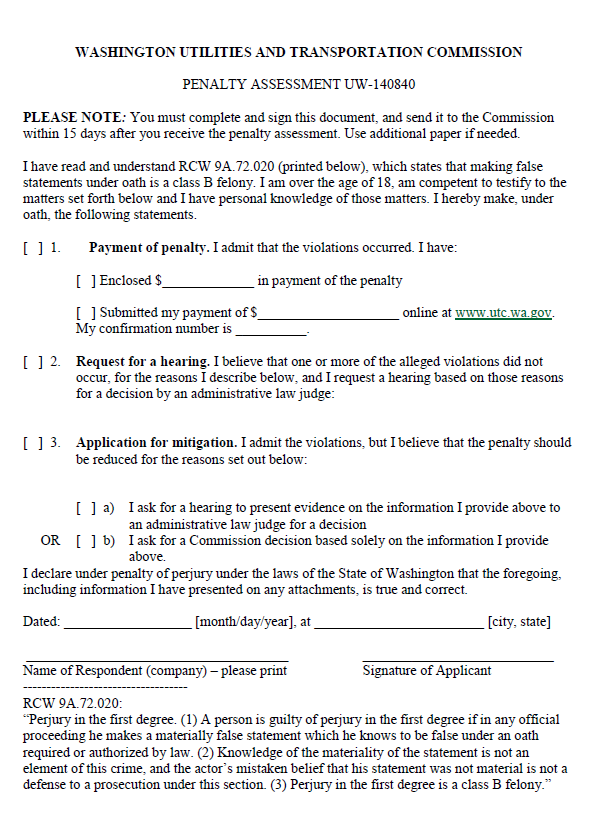 WASHINGTON UTILITIES AND TRANSPORTATION COMMISSION
PENALTY ASSESSMENT UW-140840
PLEASE NOTE: You must complete and sign this document, and send it to the Commission
within 15 days after you receive the penalty assessment. Use additional paper if needed.
I have read and understand RCW 9A.72.020 (printed below), which states that making false
statements under oath is a class B felony. I am over the age of 18, am competent to testify to the
matters set forth below and I have personal knowledge of those matters. I hereby make, under
oath, the following statements.
[ ] 1. Payment of penalty. I admit that the violations occurred. I have:
[ ] Enclosed $______________ in payment of the penalty
[ ] Submitted my payment of $_____________________ online at www.utc.wa.gov.
My confirmation number is ___________.
[ ] 2. Request for a hearing. I believe that one or more of the alleged violations did not
occur, for the reasons I describe below, and I request a hearing based on those reasons
for a decision by an administrative law judge:
[ ] 3. Application for mitigation. I admit the violations, but I believe that the penalty should
be reduced for the reasons set out below:
[ ] a) I ask for a hearing to present evidence on the information I provide above to
an administrative law judge for a decision
OR [ ] b) I ask for a Commission decision based solely on the information I provide
above.
I declare under penalty of perjury under the laws of the State of Washington that the foregoing,
including information I have presented on any attachments, is true and correct.
Dated: ___________________ [month/day/year], at _________________________ [city, state]
_______________________________________ ____________________________
Name of Respondent (company) – please print Signature of Applicant
-----------------------------------
RCW 9A.72.020:
“Perjury in the first degree. (1) A person is guilty of perjury in the first degree if in any official
proceeding he makes a materially false statement which he knows to be false under an oath
required or authorized by law. (2) Knowledge of the materiality of the statement is not an
element of this crime, and the actor’s mistaken belief that his statement was not material is not a
defense to a prosecution under this section. (3) Perjury in the first degree is a class B felony.”